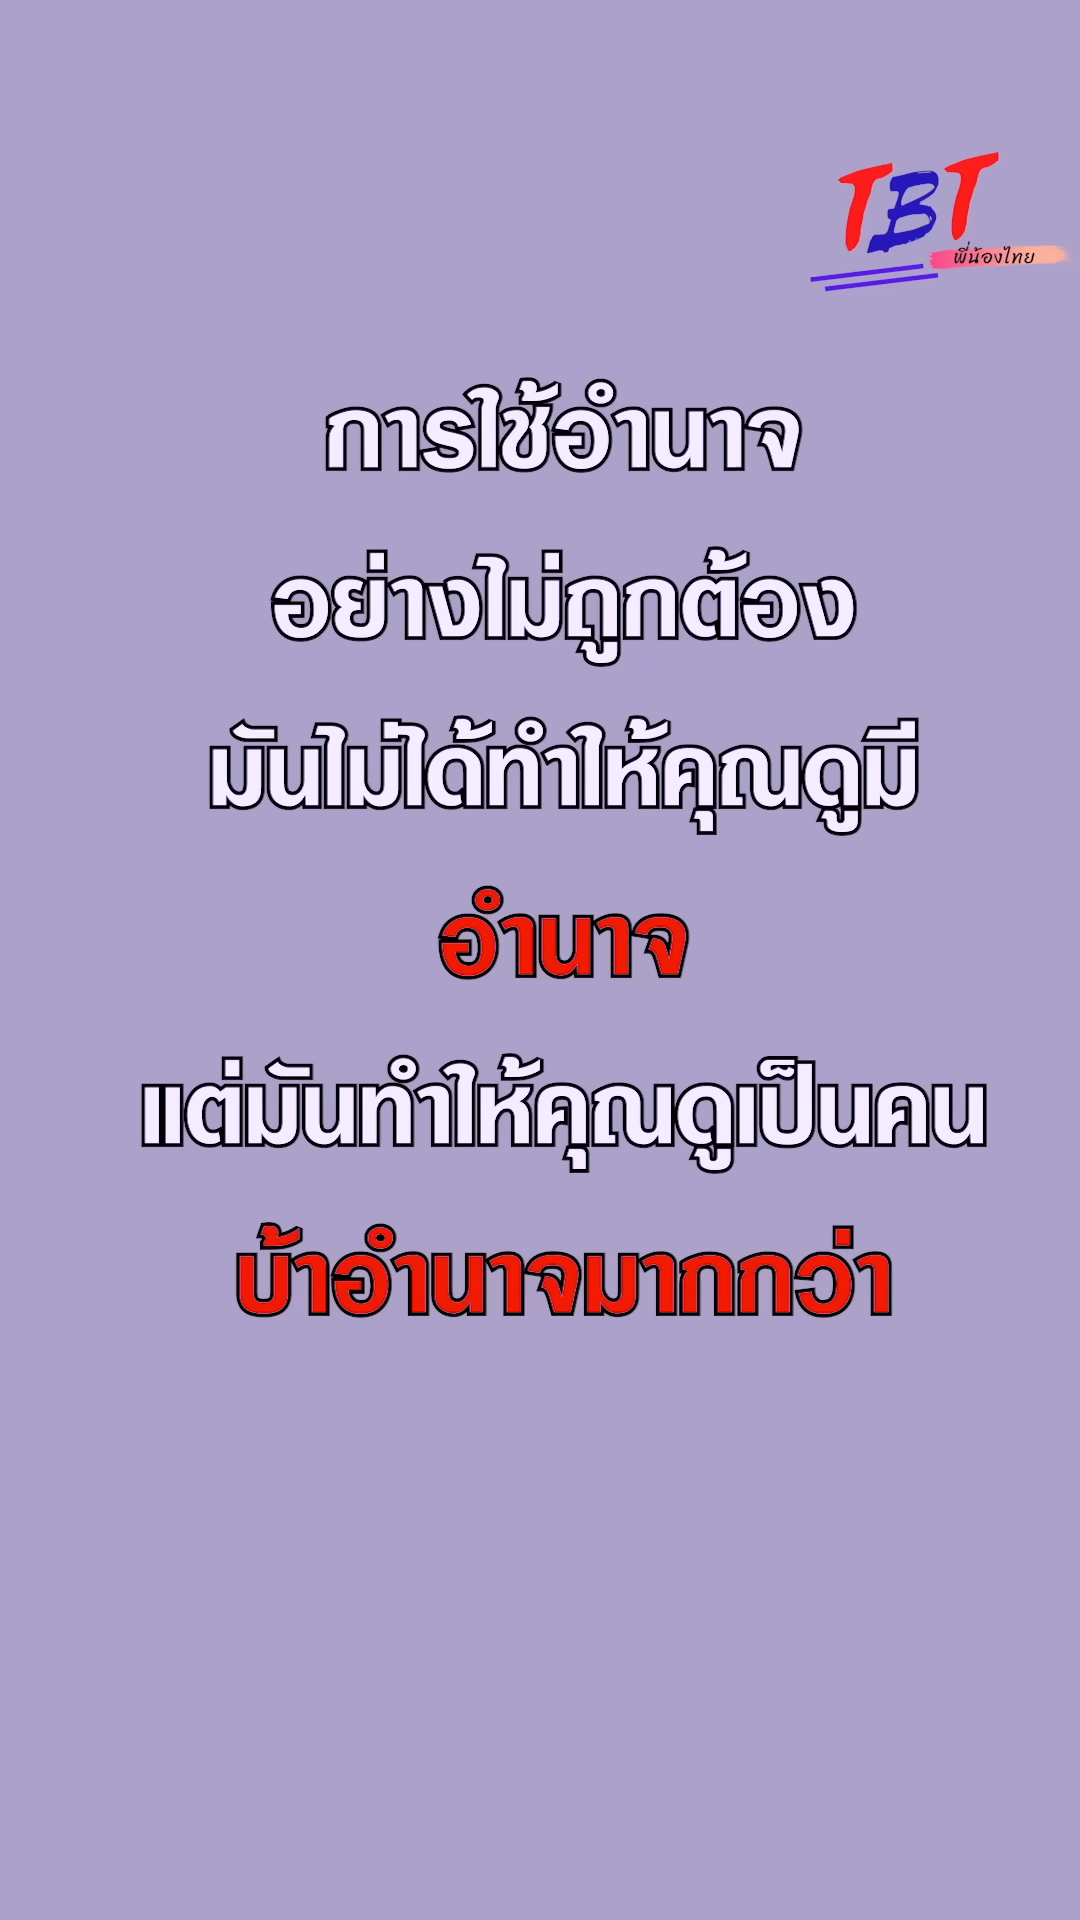 TBT
พี่น้องไทย
การใช้อำนาจ
อย่างไม่ถูกต้อง
มันไม่ได้ทำให้คุณดูมี
อำนาจ
แต่มันทำให้คุณดูเป็นคน
บ้าอำนาจมากกว่า